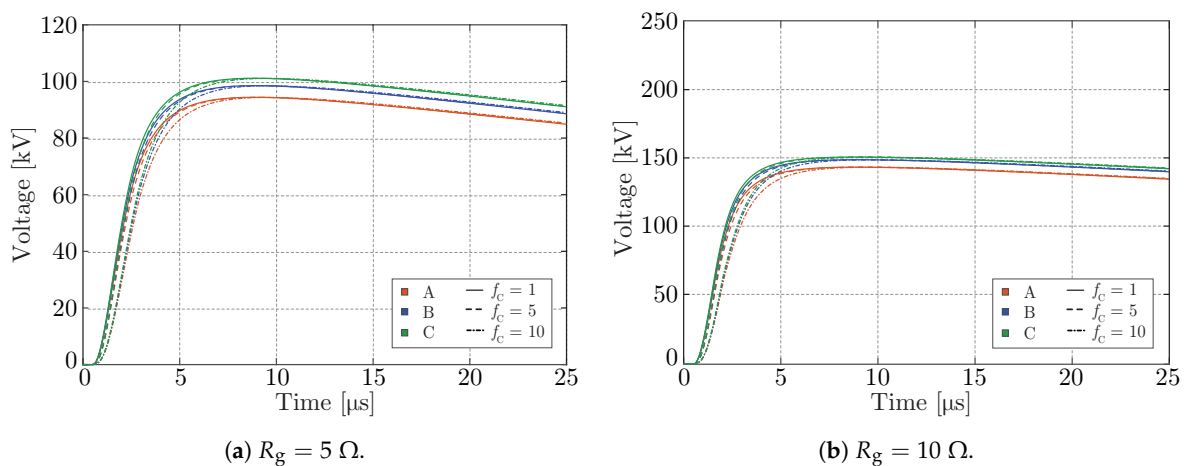 120
100
80
60
40
20
0
Voltage [kV]
0 5 10 15 20 25
Time [μs]
A f_C = 1
B f_C = 5
C f_C = 10
(a) R_g = 5 Ω.
250
200
150
100
50
0
Voltage [kV]
0 5 10 15 20 25
Time [μs]
A f_C = 1
B f_C = 5
C f_C = 10
(b) R_g = 10 Ω.